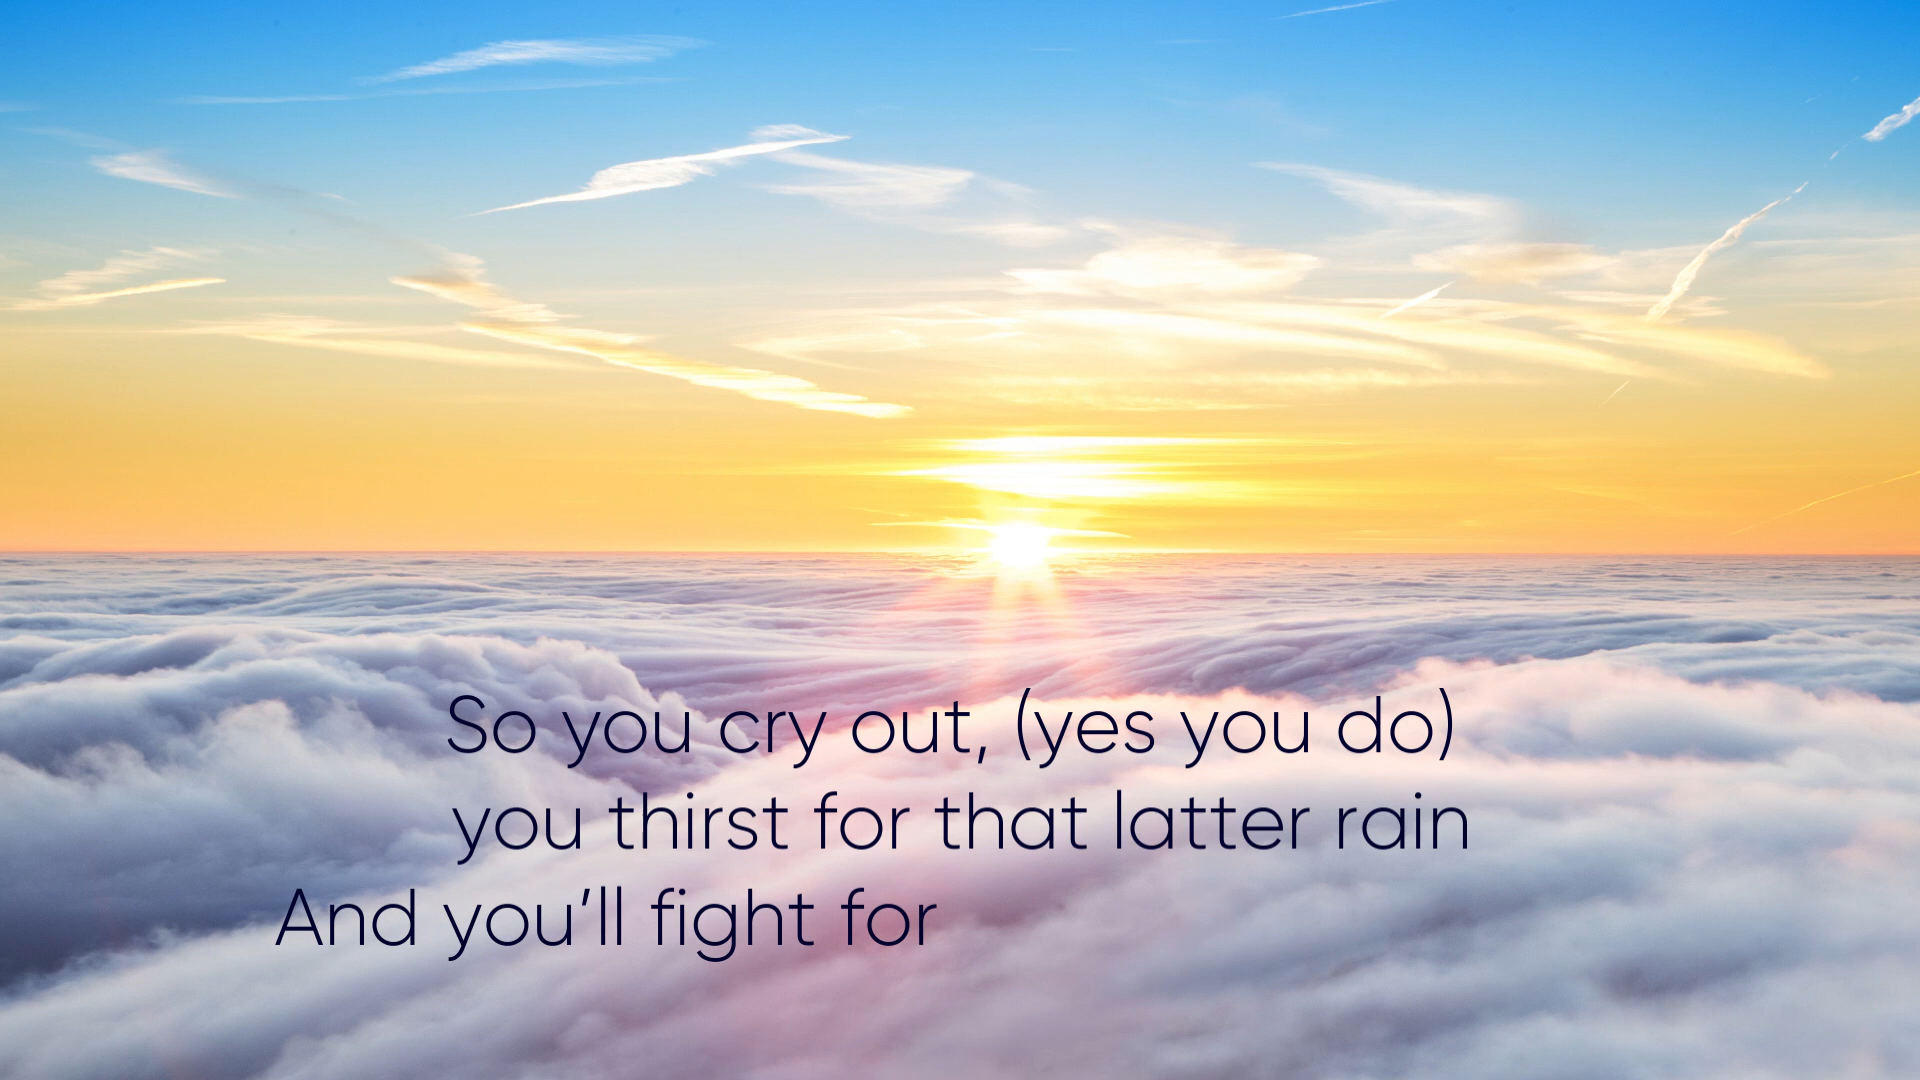 So you cry out, (yes you do)
you thirst for that latter rain
And you’ll fight for